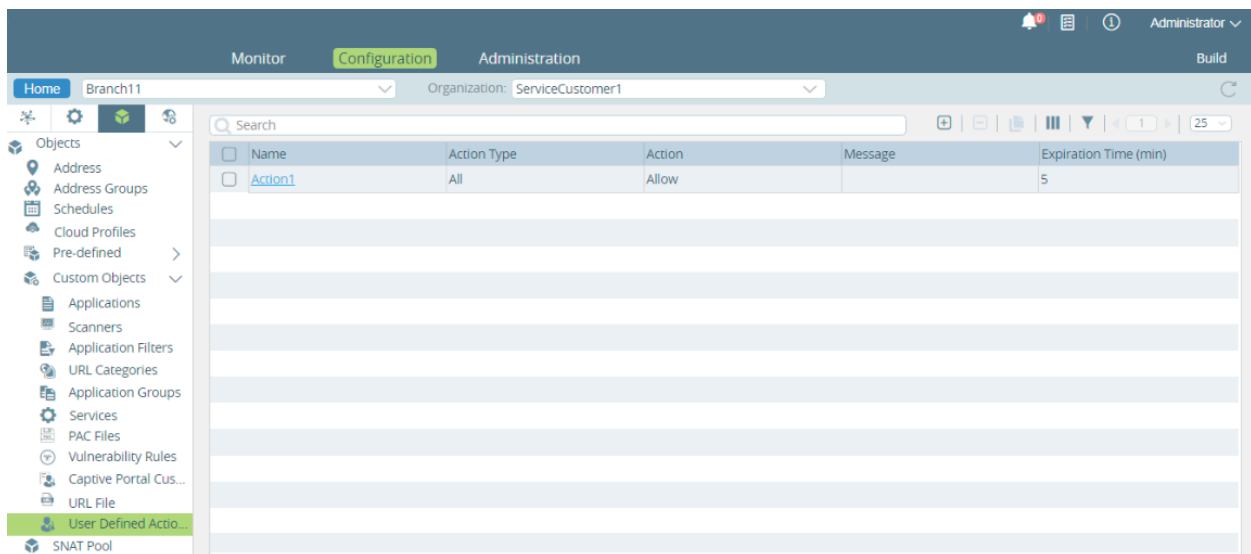 0 Administrator
Monitor Configuration Administration Build
Home Branch11 Organization: ServiceCustomer1
Search 1 25
Objects
Address
Address Groups
Schedules
Cloud Profiles
Pre-defined
Custom Objects
Applications
Scanners
Application Filters
URL Categories
Application Groups
Services
PAC Files
Vulnerability Rules
Captive Portal Cus...
URL File
User Defined Actio...
SNAT Pool
Name Action Type Action Message Expiration Time (min)
Action1 All Allow 5